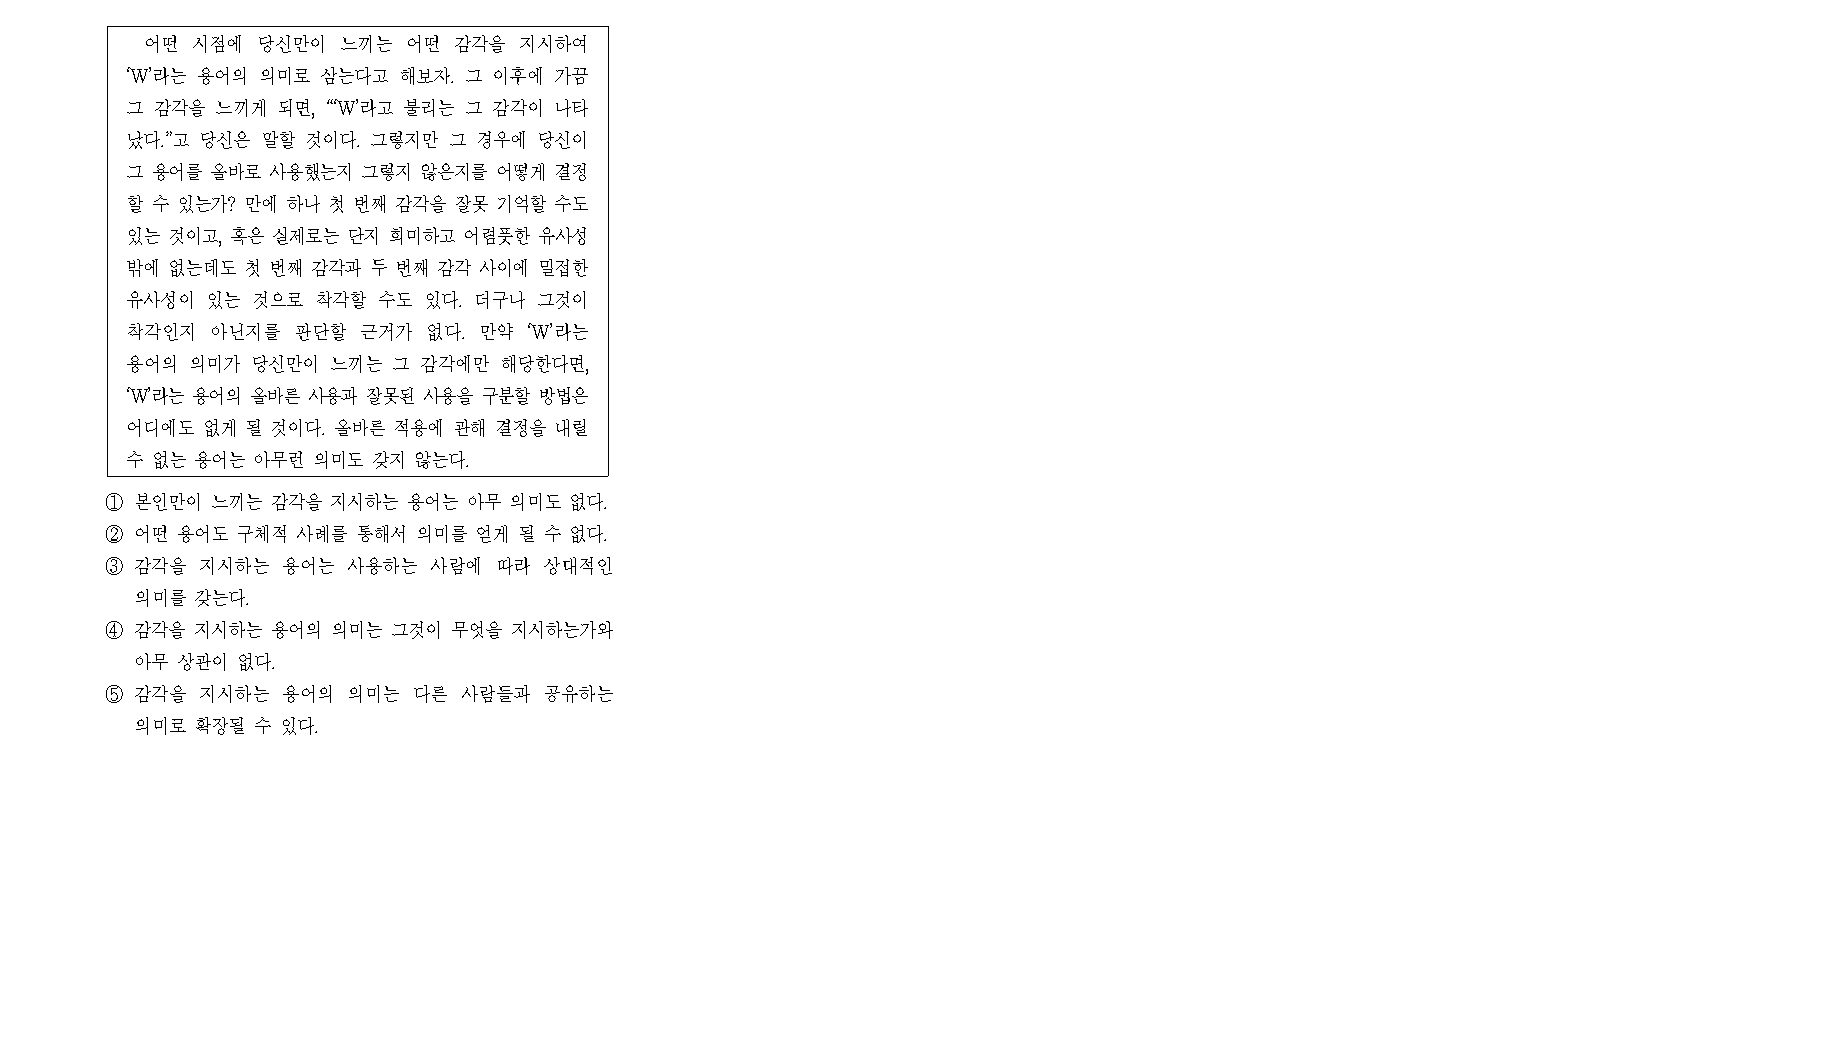 어떤 시점에 당신만이 느끼는 어떤 감각을 지시하여
‘W’라는 용어의 의미로 삼는다고 해보자. 그 이후에 가끔
그 감각을 느끼게 되면, “‘W’라고 불리는 그 감각이 나타
났다.”고 당신은 말할 것이다. 그렇지만 그 경우에 당신이
그 용어를 올바로 사용했는지 그렇지 않은지를 어떻게 결정
할 수 있는가? 만에 하나 첫 번째 감각을 잘못 기억할 수도
있는 것이고, 혹은 실제로는 단지 희미하고 어렴풋한 유사성
밖에 없는데도 첫 번째 감각과 두 번째 감각 사이에 밀접한
유사성이 있는 것으로 착각할 수도 있다. 더구나 그것이
착각인지 아닌지를 판단할 근거가 없다. 만약 ‘W’라는
용어의 의미가 당신만이 느끼는 그 감각에만 해당한다면,
‘W’라는 용어의 올바른 사용과 잘못된 사용을 구분할 방법은
어디에도 없게 될 것이다. 올바른 적용에 관해 결정을 내릴
수 없는 용어는 아무런 의미도 갖지 않는다.
① 본인만이 느끼는 감각을 지시하는 용어는 아무 의미도 없다.
② 어떤 용어도 구체적 사례를 통해서 의미를 얻게 될 수 없다.
③ 감각을 지시하는 용어는 사용하는 사람에 따라 상대적인
의미를 갖는다.
④ 감각을 지시하는 용어의 의미는 그것이 무엇을 지시하는가와
아무 상관이 없다.
⑤ 감각을 지시하는 용어의 의미는 다른 사람들과 공유하는
의미로 확장될 수 있다.